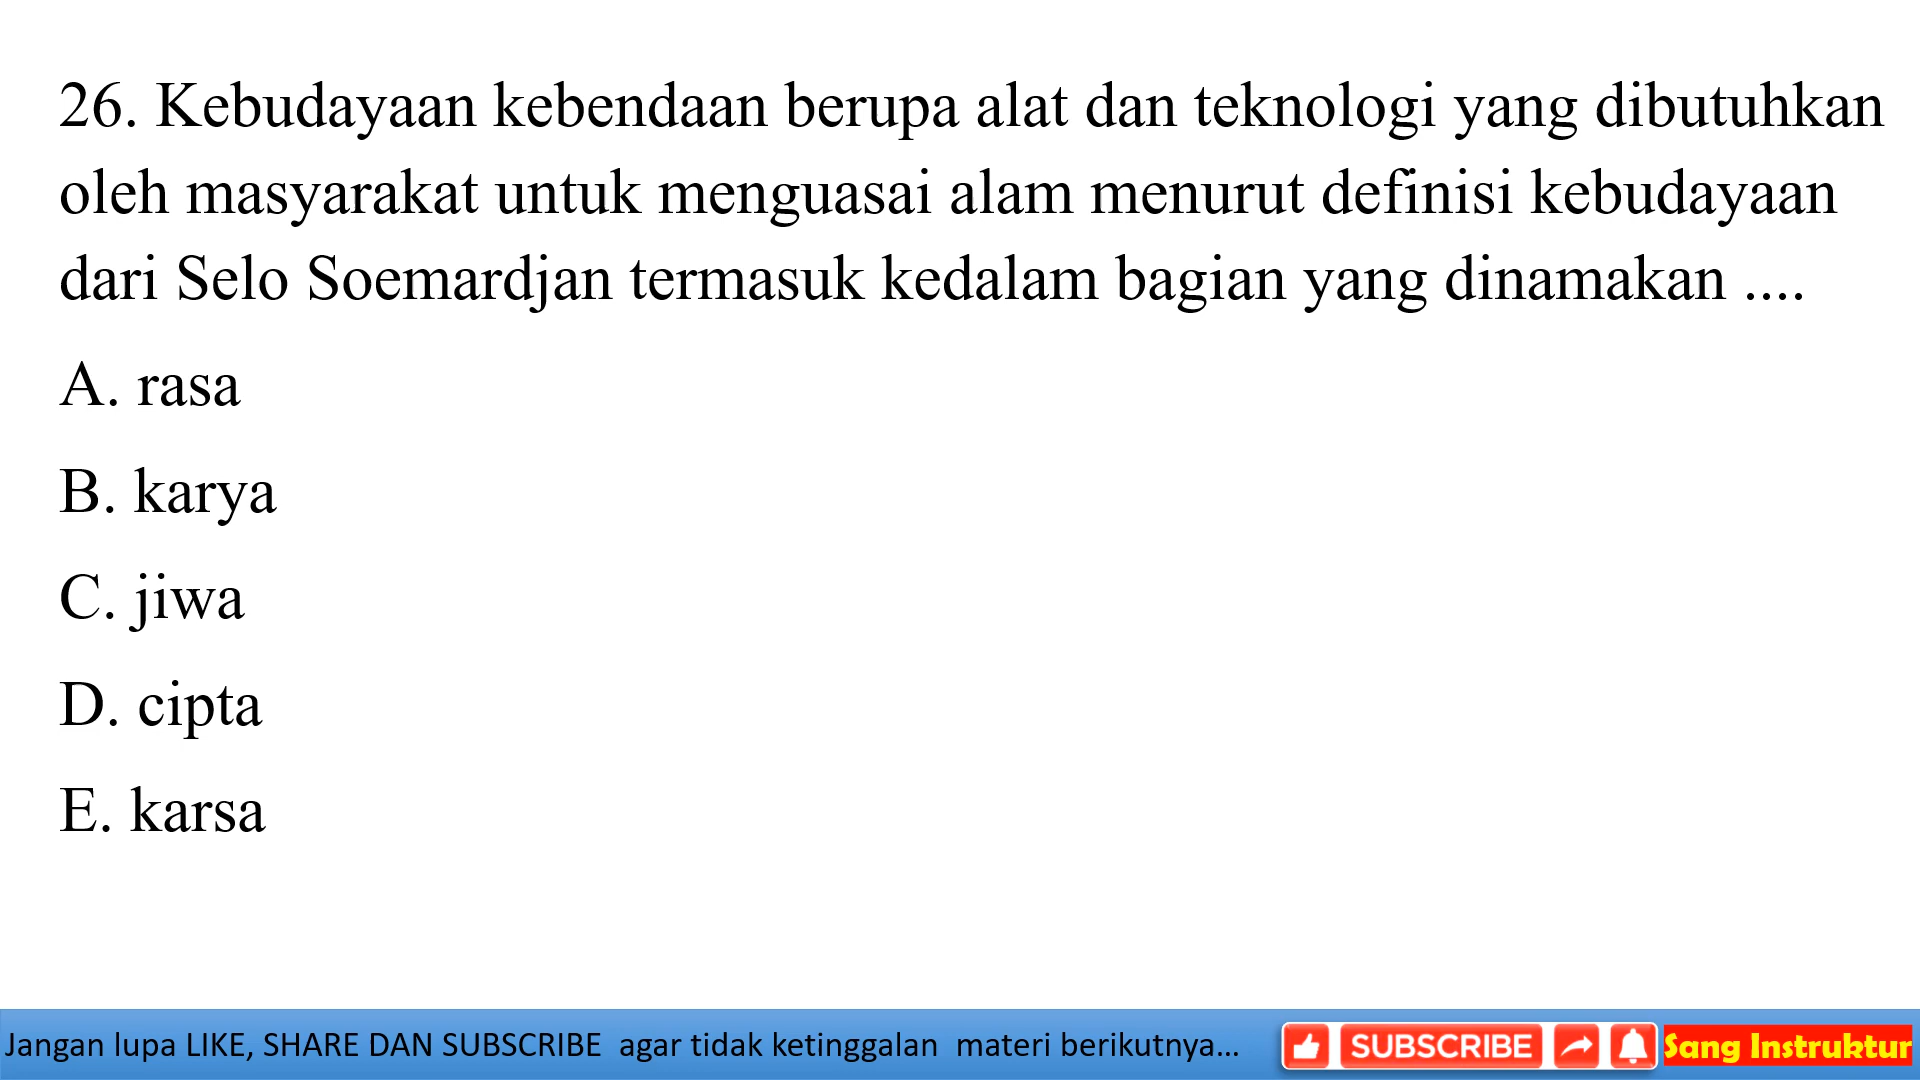 26. Kebudayaan kebendaan berupa alat dan teknologi yang dibutuhkan
oleh masyarakat untuk menguasai alam menurut definisi kebudayaan
dari Selo Soemardjan termasuk kedalam bagian yang dinamakan ....
A. rasa
B. karya
C. jiwa
D. cipta
E. karsa
Jangan lupa LIKE, SHARE DAN SUBSCRIBE agar tidak ketinggalan materi berikutnya... SUBSCRIBE Sang Instruktur